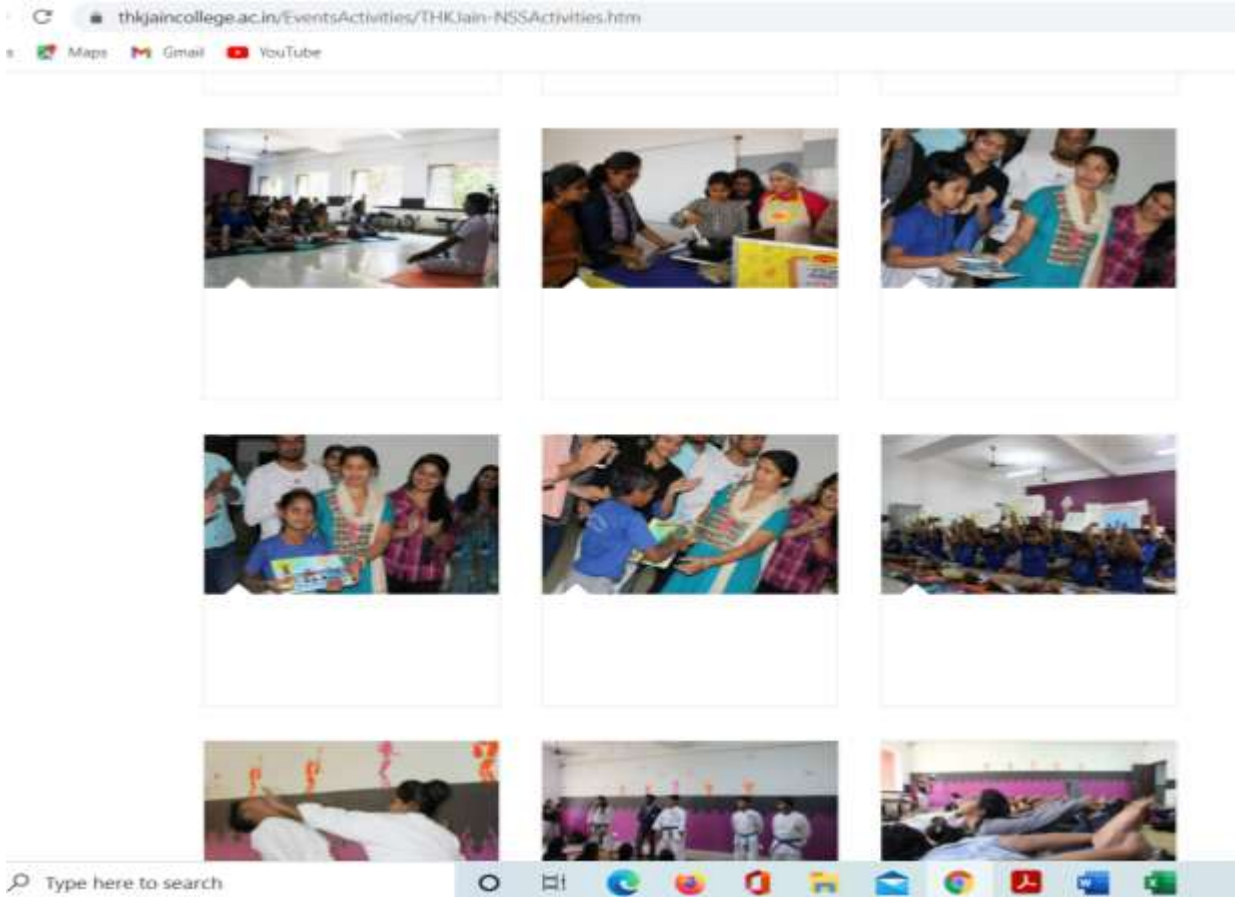 thkjaincollege.ac.in/EventsActivities/THKJain-NSSActivities.htm
Maps Gmail YouTube
Type here to search